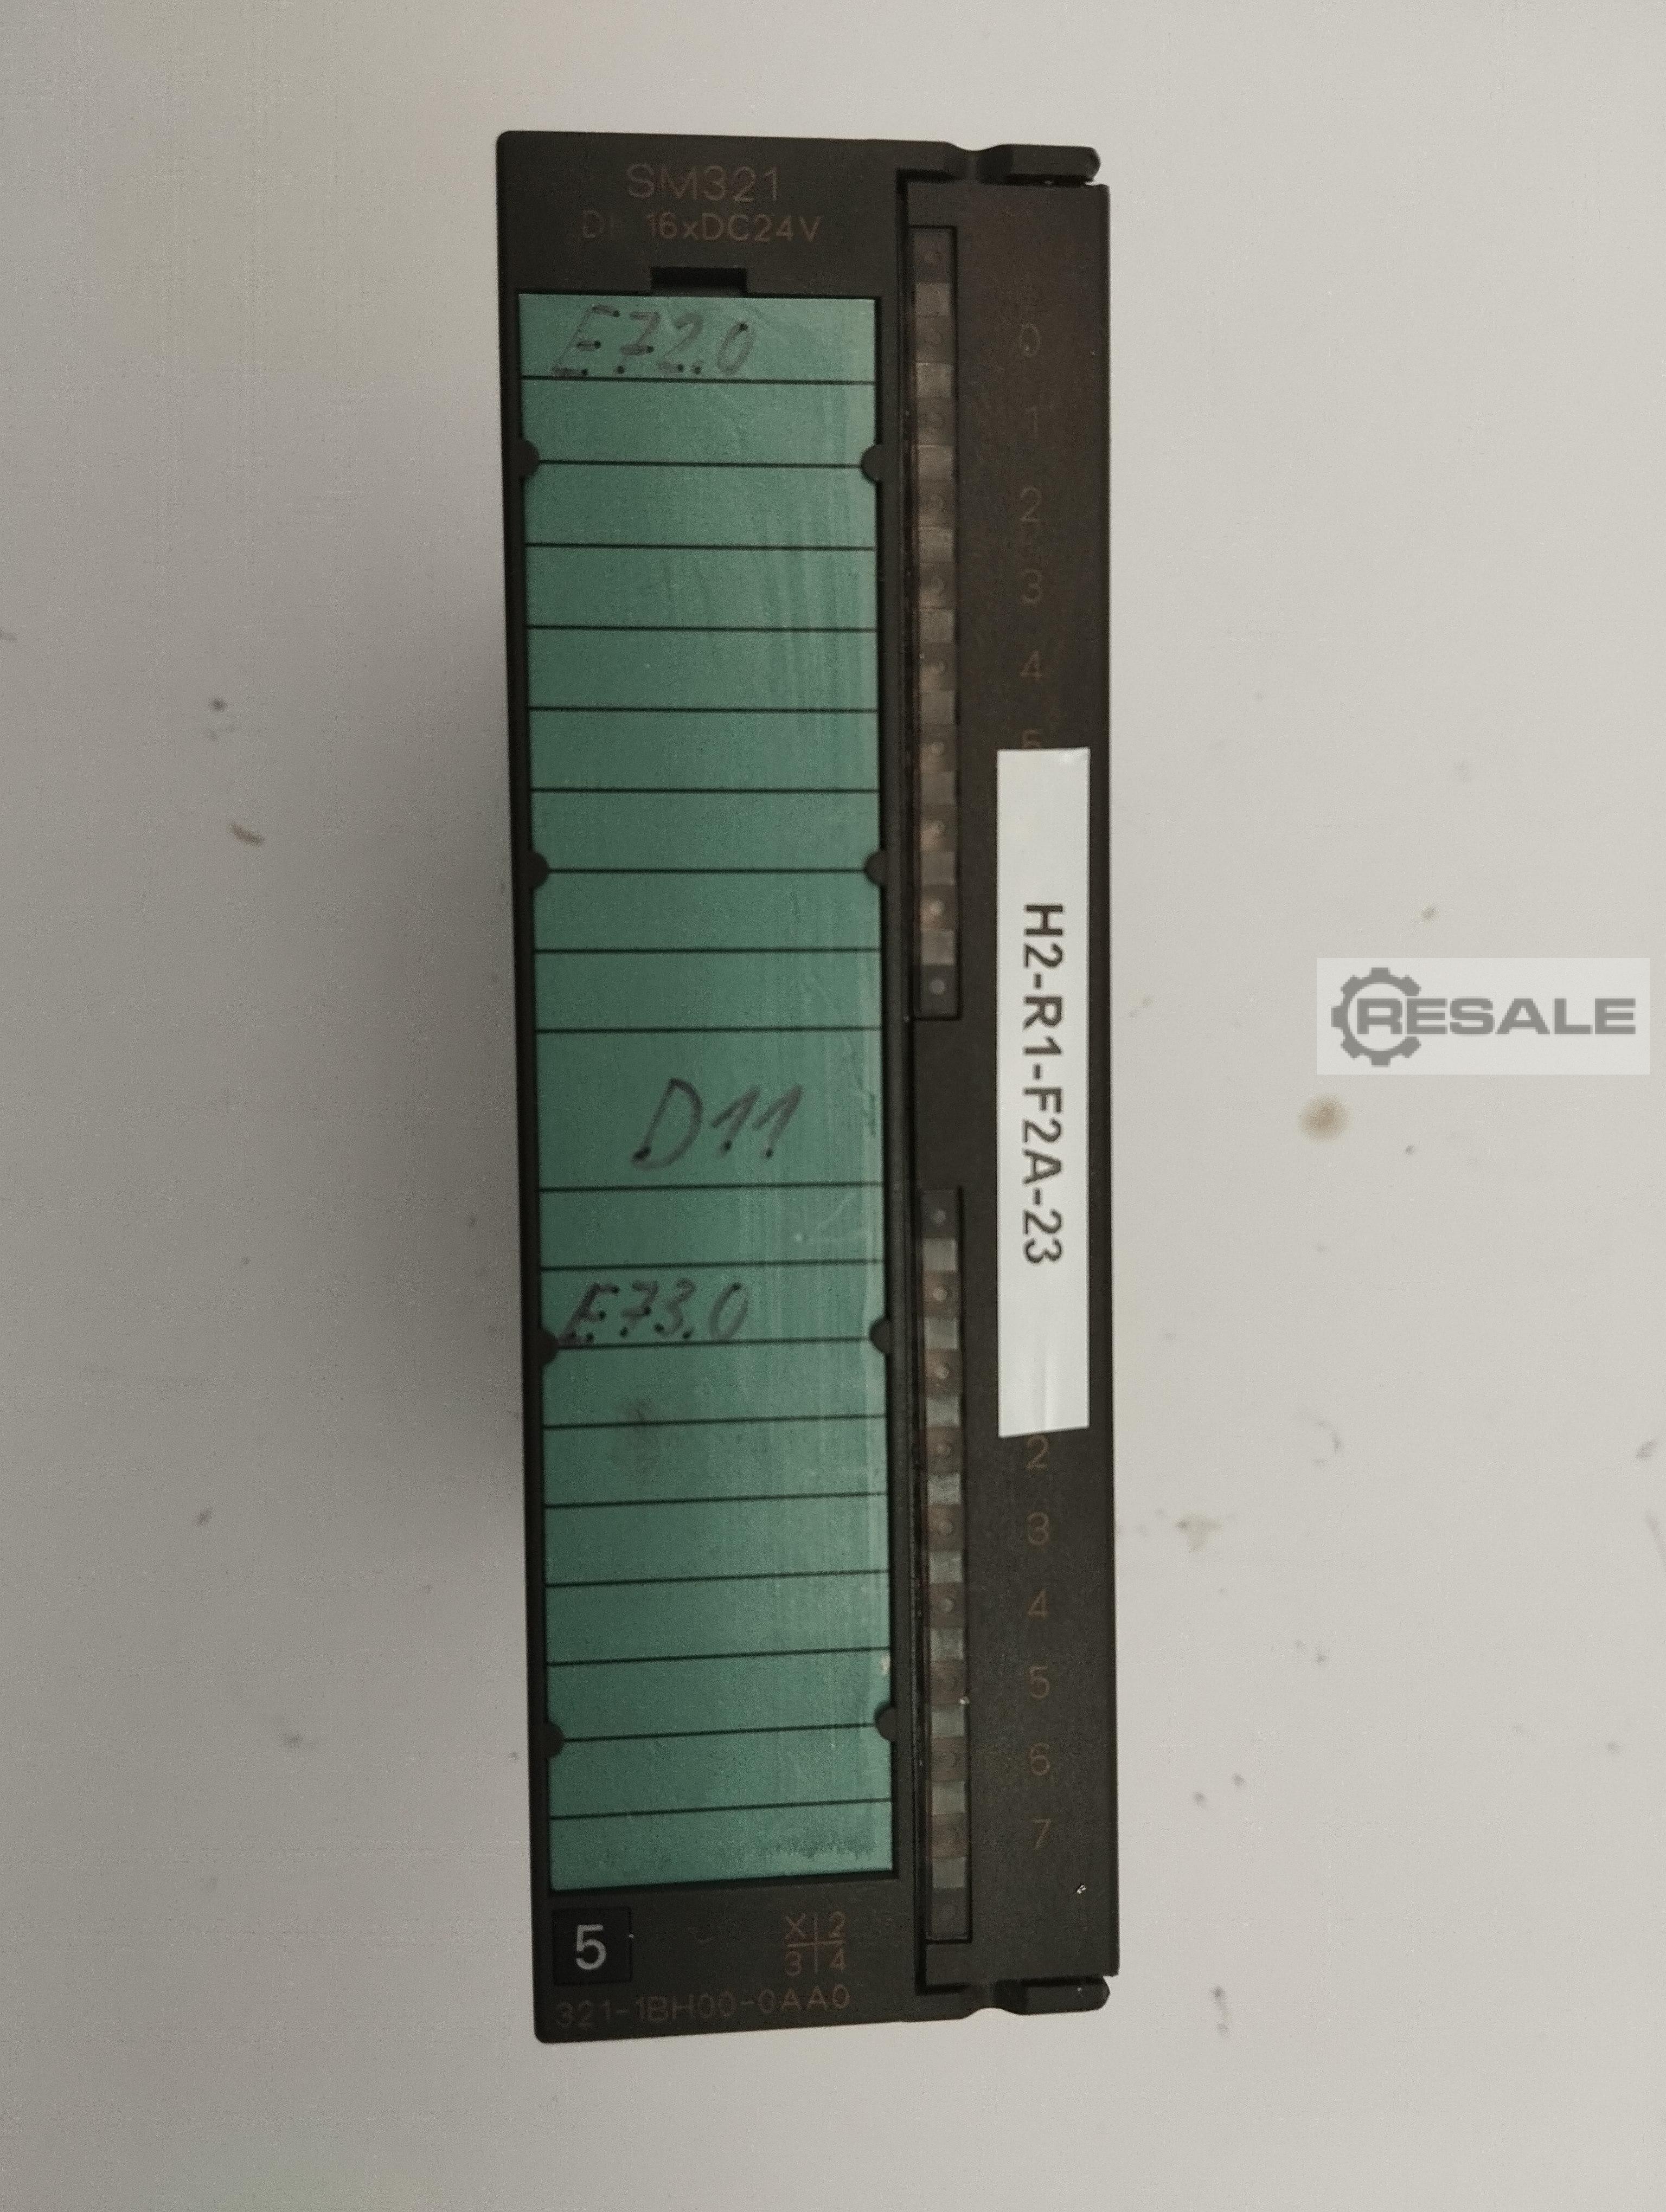 SM321
DI 16xDC24V
E72.0
0
1
2
3
4
5
H2-R1-F2A-23
D11
E73.0
2
3
4
5
6
7
5
X 2
3 4
321-1BH00-0AA0
RESALE